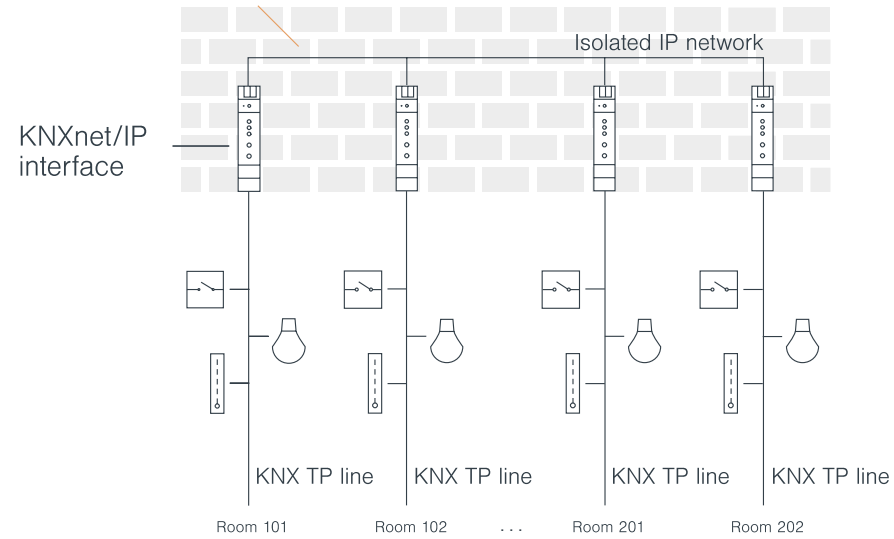 Isolated IP network
KNXnet/IP
interface
KNX TP line
KNX TP line
KNX TP line
KNX TP line
Room 101
Room 102
...
Room 201
Room 202